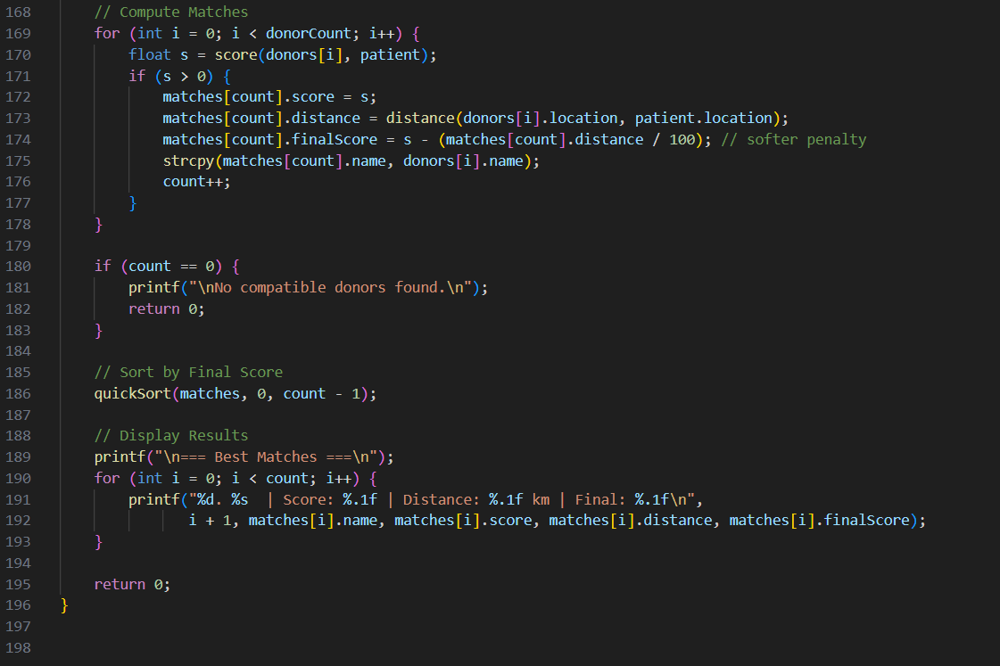 168 // Compute Matches
169 for (int i = 0; i < donorCount; i++) {
170 float s = score(donors[i], patient);
171 if (s > 0) {
172 matches[count].score = s;
173 matches[count].distance = distance(donors[i].location, patient.location);
174 matches[count].finalScore = s - (matches[count].distance / 100); // softer penalty
175 strcpy(matches[count].name, donors[i].name);
176 count++;
177 }
178 }
179
180 if (count == 0) {
181 printf("\nNo compatible donors found.\n");
182 return 0;
183 }
184
185 // Sort by Final Score
186 quickSort(matches, 0, count - 1);
187
188 // Display Results
189 printf("\n=== Best Matches ===\n");
190 for (int i = 0; i < count; i++) {
191 printf("%d. %s  | Score: %.1f | Distance: %.1f km | Final: %.1f\n",
192 i + 1, matches[i].name, matches[i].score, matches[i].distance, matches[i].finalScore);
193 }
194
195 return 0;
196 }
197
198